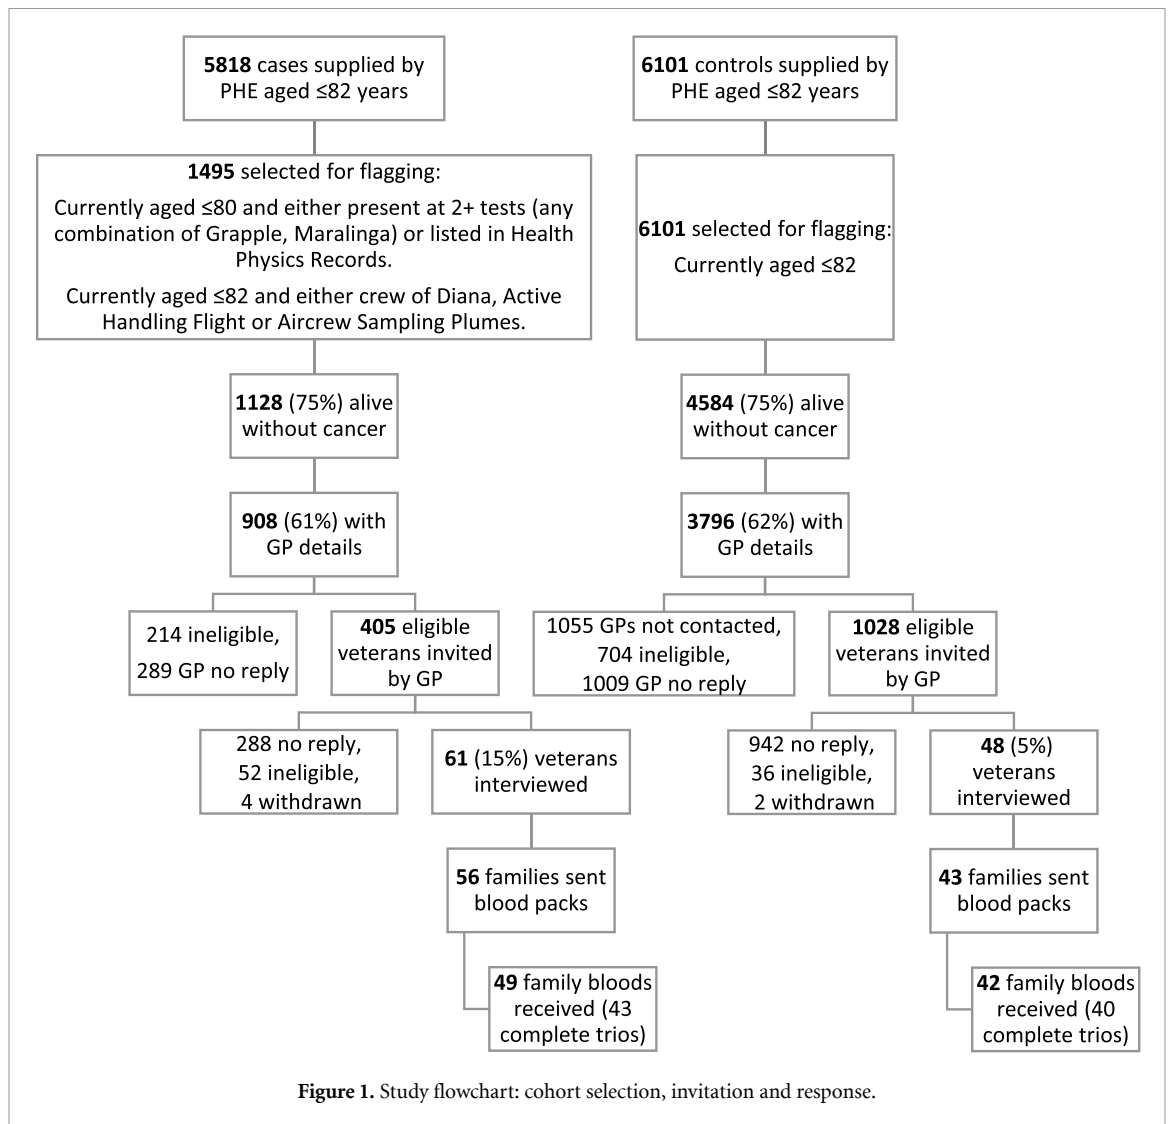 5818 cases supplied by
PHE aged ≤82 years
1495 selected for flagging:
Currently aged ≤80 and either present at 2+ tests (any
combination of Grapple, Maralinga) or listed in Health
Physics Records.
Currently aged ≤82 and either crew of Diana, Active
Handling Flight or Aircrew Sampling Plumes.
1128 (75%) alive
without cancer
908 (61%) with
GP details
214 ineligible,
289 GP no reply
405 eligible
veterans invited
by GP
288 no reply,
52 ineligible,
4 withdrawn
61 (15%) veterans
interviewed
56 families sent
blood packs
49 family bloods
received (43
complete trios)
6101 controls supplied by
PHE aged ≤82 years
6101 selected for flagging:
Currently aged ≤82
4584 (75%) alive
without cancer
3796 (62%) with
GP details
1055 GPs not contacted,
704 ineligible,
1009 GP no reply
1028 eligible
veterans invited
by GP
942 no reply,
36 ineligible,
2 withdrawn
48 (5%)
veterans
interviewed
43 families sent
blood packs
42 family bloods
received (40
complete trios)
Figure 1. Study flowchart: cohort selection, invitation and response.